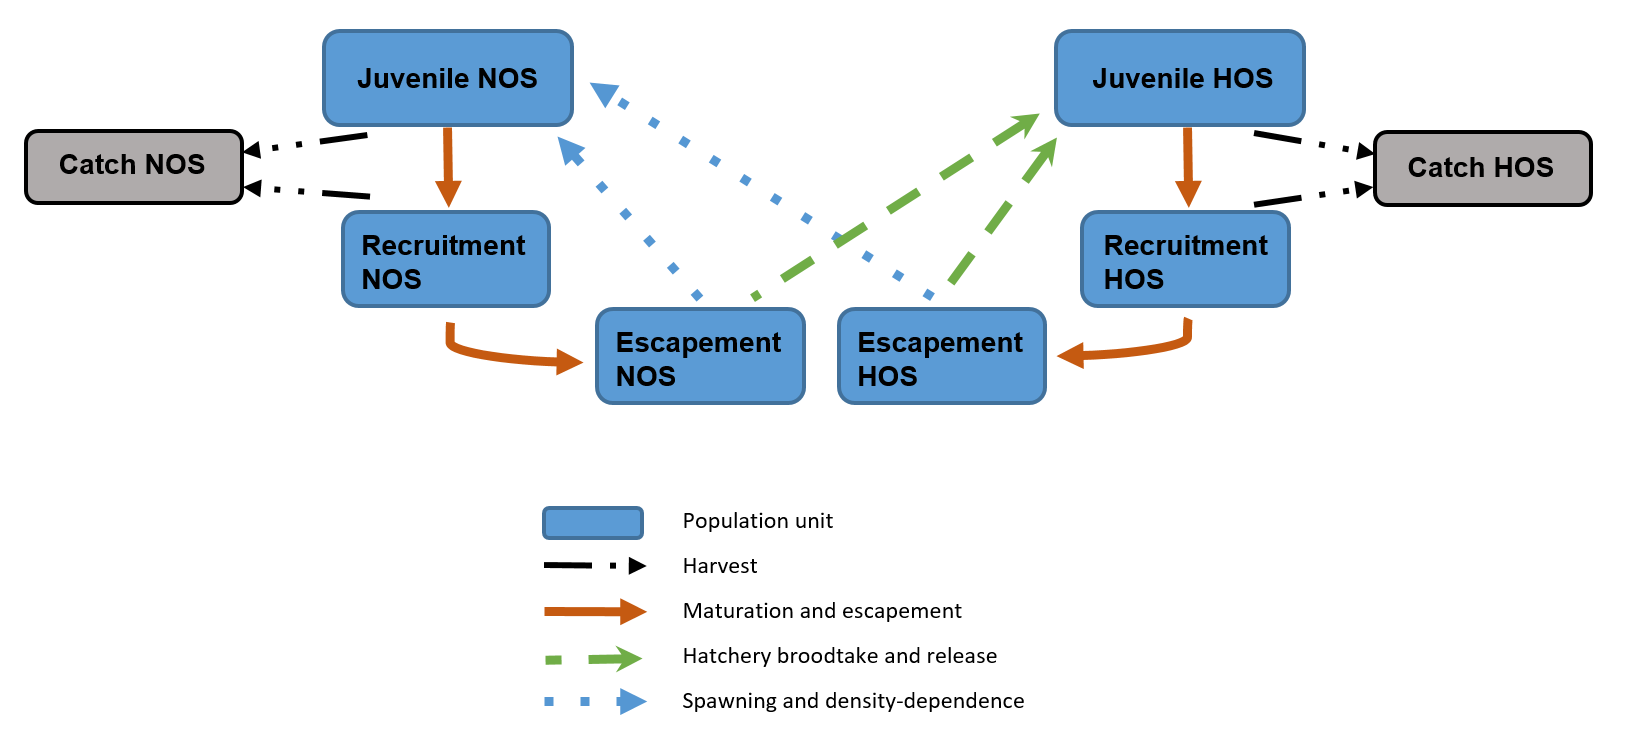 Juvenile NOS
Juvenile HOS
Catch NOS
Catch HOS
Recruitment
NOS
Recruitment
HOS
Escapement
NOS
Escapement
HOS
Population unit
Harvest
Maturation and escapement
Hatchery broodtake and release
Spawning and density-dependence